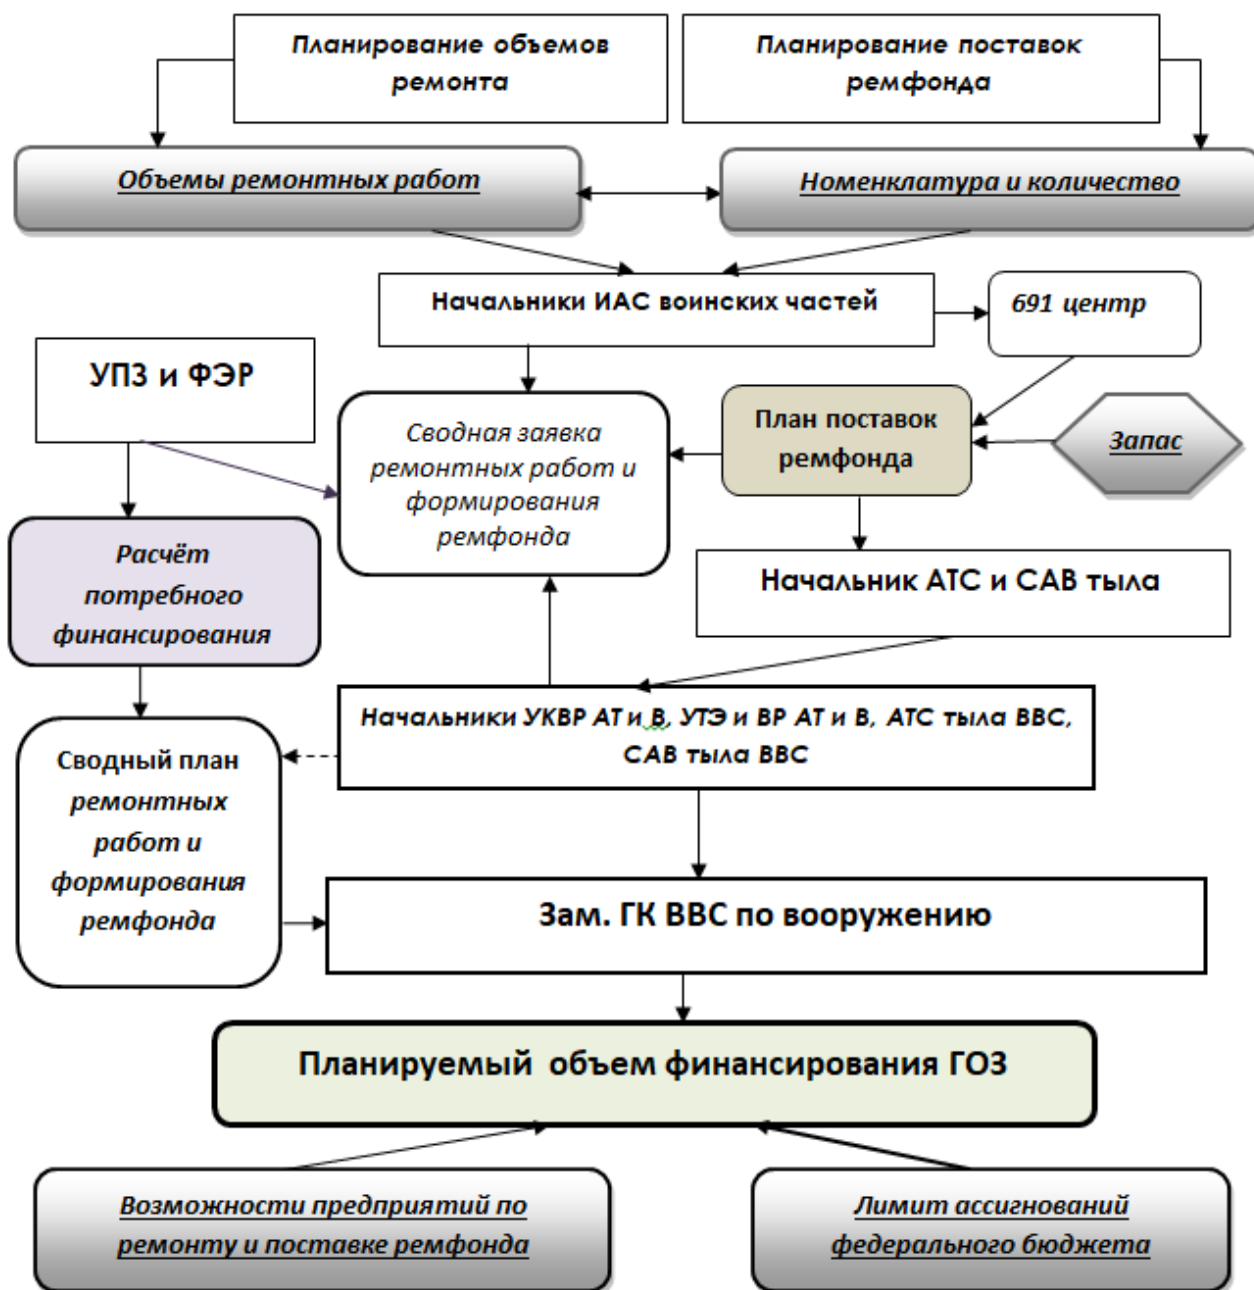 Планирование объемов
ремонта
Планирование поставок
ремфонда
Объемы ремонтных работ
Номенклатура и количество
Начальники ИАС воинских частей
691 центр
УПЗ и ФЭР
Сводная заявка
ремонтных работ и
формирования
ремфонда
План поставок
ремфонда
Запас
Расчёт
потребного
финансирования
Начальник АТС и САВ тыла
Начальники УКВР АТ и В, УТЭ и ВР АТ и В, АТС тыла ВВС,
САВ тыла ВВС
Сводный план
ремонтных
работ и
формирования
ремфонда
Зам. ГК ВВС по вооружению
Планируемый объем финансирования ГОЗ
Возможности предприятий по
ремонту и поставке ремфонда
Лимит ассигнований
федерального бюджета